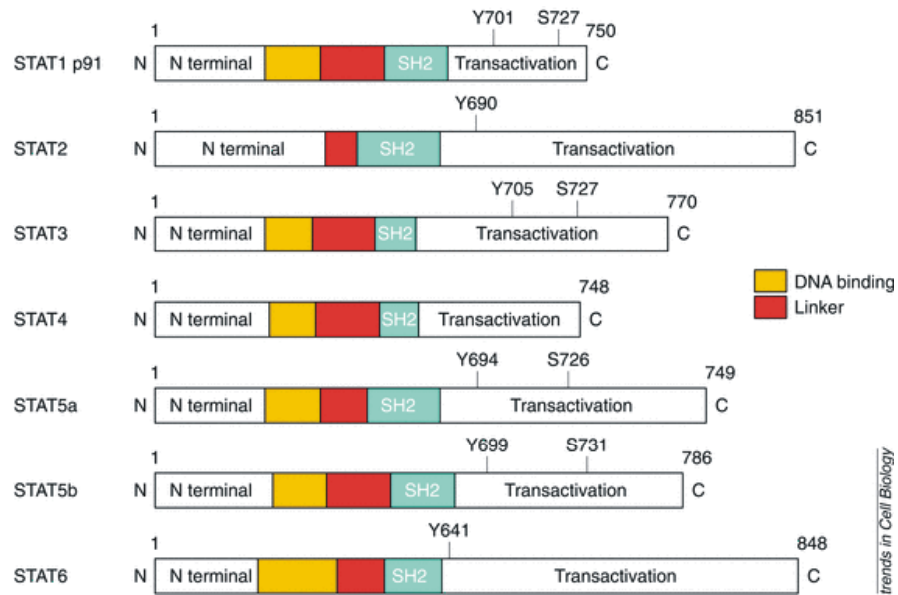 1 Y701 S727 750
STAT1 p91 N N terminal SH2 Transactivation C
1 Y690 851
STAT2 N N terminal SH2 Transactivation C
1 Y705 S727 770
STAT3 N N terminal SH2 Transactivation C
1 748
STAT4 N N terminal SH2 Transactivation C
DNA binding
Linker
1 Y694 S726 749
STAT5a N N terminal SH2 Transactivation C
1 Y699 S731 786
STAT5b N N terminal SH2 Transactivation C
1 Y641 848
STAT6 N N terminal SH2 Transactivation C
trends in Cell Biology